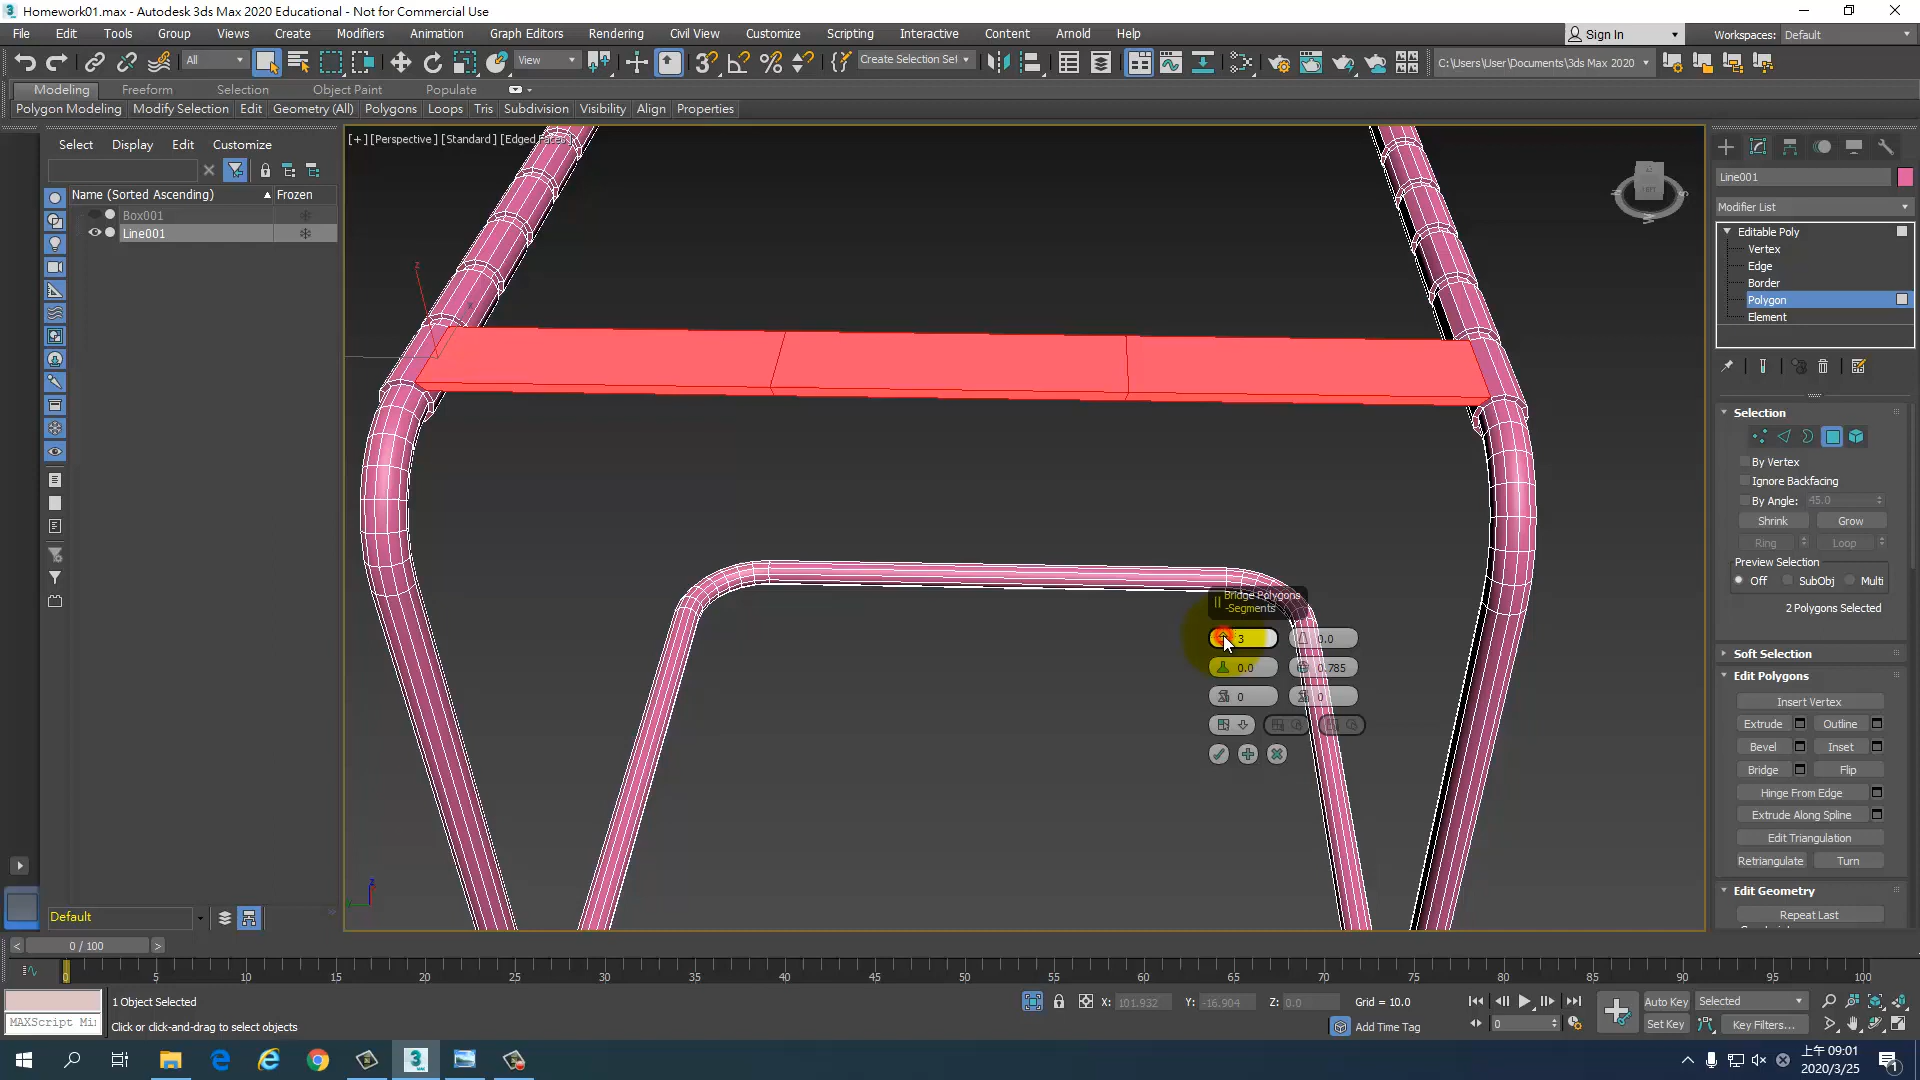 Homework01.max - Autodesk 3ds Max 2020 Educational - Not for Commercial Use
File Edit Tools Group Views Create Modifiers Animation Graph Editors Rendering Civil View Customize Scripting Interactive Content Arnold Help
Sign In
Workspaces: Default
All
View
Create Selection Set
C:\Users\User\Documents\3ds Max 2020
Modeling Freeform Selection Object Paint Populate
Polygon Modeling Modify Selection Edit Geometry (All) Polygons Loops Tris Subdivision Visibility Align Properties
Select Display Edit Customize
[+] [Perspective] [Standard] [Edged Faces]
Name (Sorted Ascending) Frozen
Box001
Line001
Line001
Modifier List
Editable Poly
Vertex
Edge
Border
Polygon
Element
Selection
By Vertex
Ignore Backfacing
By Angle: 45.0
Shrink Grow
Ring Loop
Preview Selection
Off SubObj Multi
2 Polygons Selected
Soft Selection
Edit Polygons
Insert Vertex
Extrude Outline
Bevel Inset
Bridge Flip
Hinge From Edge
Extrude Along Spline
Edit Triangulation
Retriangulate Turn
Edit Geometry
Repeat Last
Bridge Polygons
-Segments
3 0.0
0.0 0.785
0 0
Default
0 / 100
0 5 10 15 20 25 30 35 40 45 50 55 60 65 70 75 80 85 90 95 100
1 Object Selected
X: 101.932 Y: -16.904 Z: 0.0 Grid = 10.0
Auto Key Selected
MAXScript Mi
Click or click-and-drag to select objects
Add Time Tag
0
Set Key Key Filters...
上午 09:01
2020/3/25
1